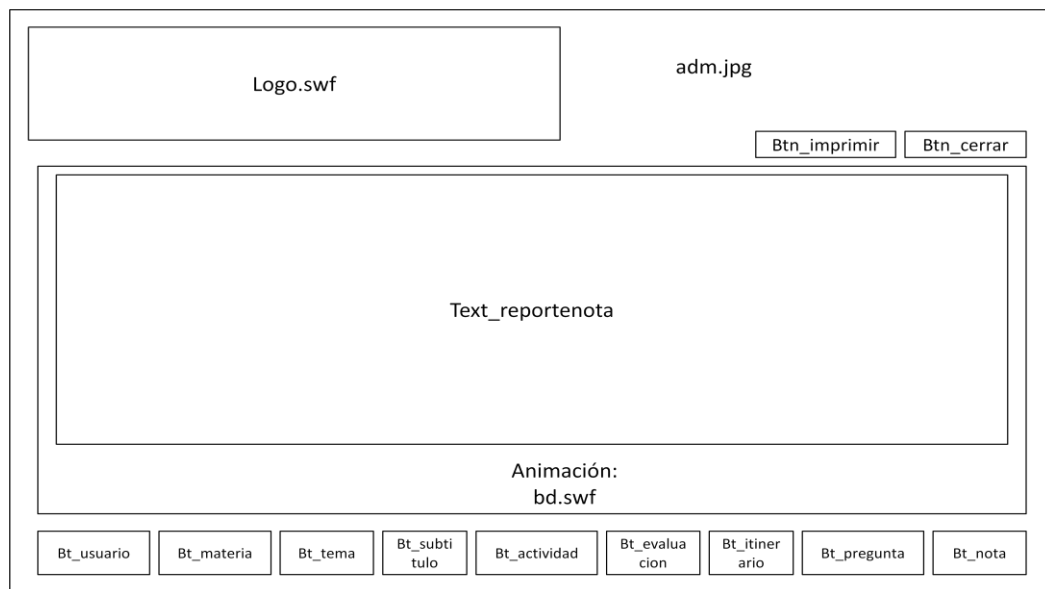 Logo.swf
adm.jpg
Btn_imprimir
Btn_cerrar
Text_reportenota
Animación:
bd.swf
Bt_usuario
Bt_materia
Bt_tema
Bt_subti
tulo
Bt_actividad
Bt_evalua
cion
Bt_itiner
ario
Bt_pregunta
Bt_nota